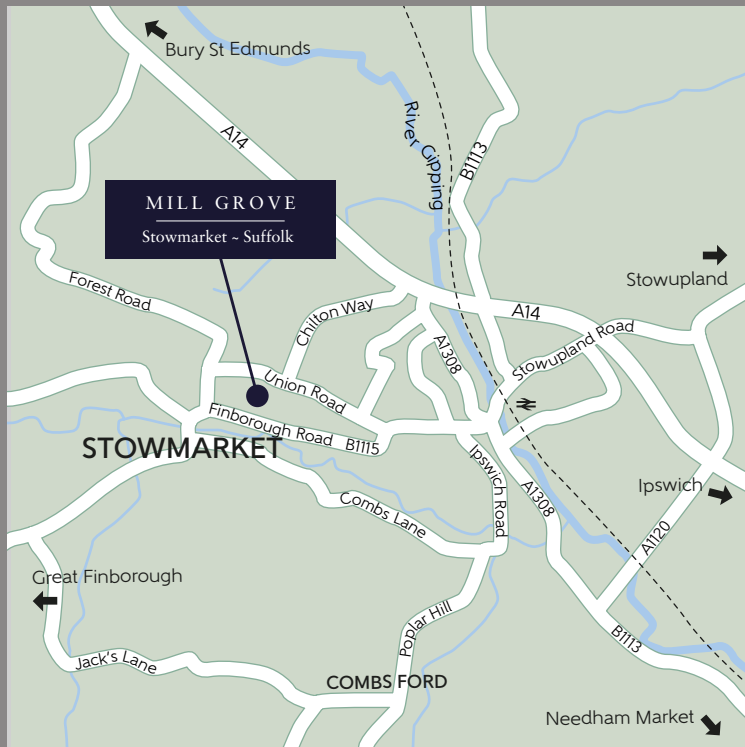 Bury St Edmunds
A14
River Gipping
B1113
MILL GROVE
Stowmarket ~ Suffolk
Stowupland
Forest Road
Chilton Way
A14
Stowupland Road
A1308
Union Road
Finborough Road B1115
STOWMARKET
Ipswich Road
Ipswich
A1308
Combs Lane
A1120
Great Finborough
Poplar Hill
B1113
Jack's Lane
COMBS FORD
Needham Market